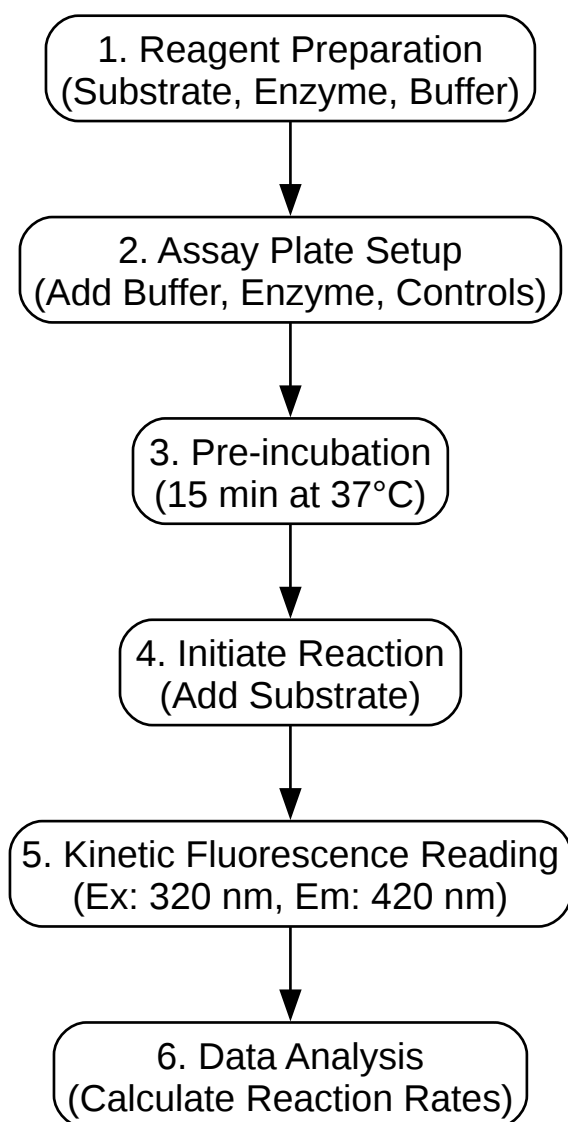 1. Reagent Preparation
(Substrate, Enzyme, Buffer)
2. Assay Plate Setup
(Add Buffer, Enzyme, Controls)
3. Pre-incubation
(15 min at 37°C)
4. Initiate Reaction
(Add Substrate)
5. Kinetic Fluorescence Reading
(Ex: 320 nm, Em: 420 nm)
6. Data Analysis
(Calculate Reaction Rates)